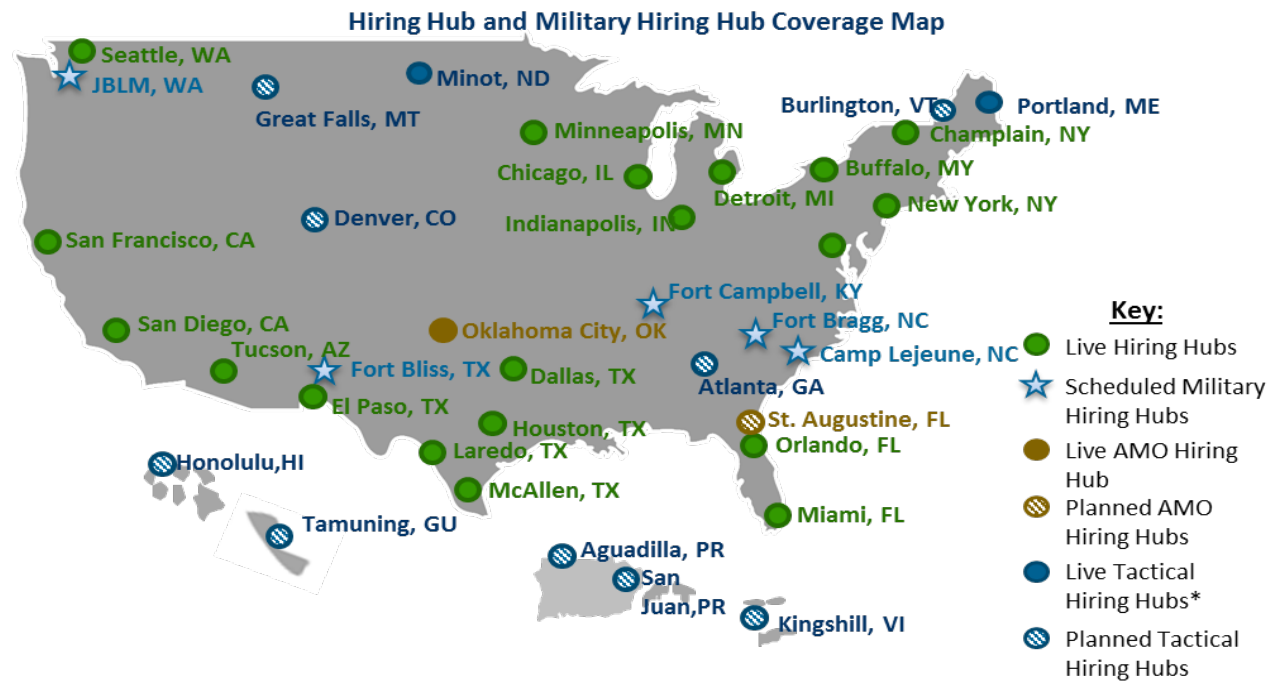 Hiring Hub and Military Hiring Hub Coverage Map
Seattle, WA
JBLM, WA
Great Falls, MT
Minot, ND
Burlington, VT
Portland, ME
Minneapolis, MN
Champlain, NY
Chicago, IL
Buffalo, MY
Detroit, MI
New York, NY
Denver, CO
Indianapolis, IN
San Francisco, CA
Fort Campbell, KY
San Diego, CA
Oklahoma City, OK
Fort Bragg, NC
Tucson, AZ
Camp Lejeune, NC
Fort Bliss, TX
Dallas, TX
Atlanta, GA
El Paso, TX
St. Augustine, FL
Houston, TX
Orlando, FL
Laredo, TX
Honolulu,HI
McAllen, TX
Miami, FL
Tamuning, GU
Aguadilla, PR
San
Juan,PR
Kingshill, VI
Key:
Live Hiring Hubs
Scheduled Military
Hiring Hubs
Live AMO Hiring
Hub
Planned AMO
Hiring Hubs
Live Tactical
Hiring Hubs*
Planned Tactical
Hiring Hubs